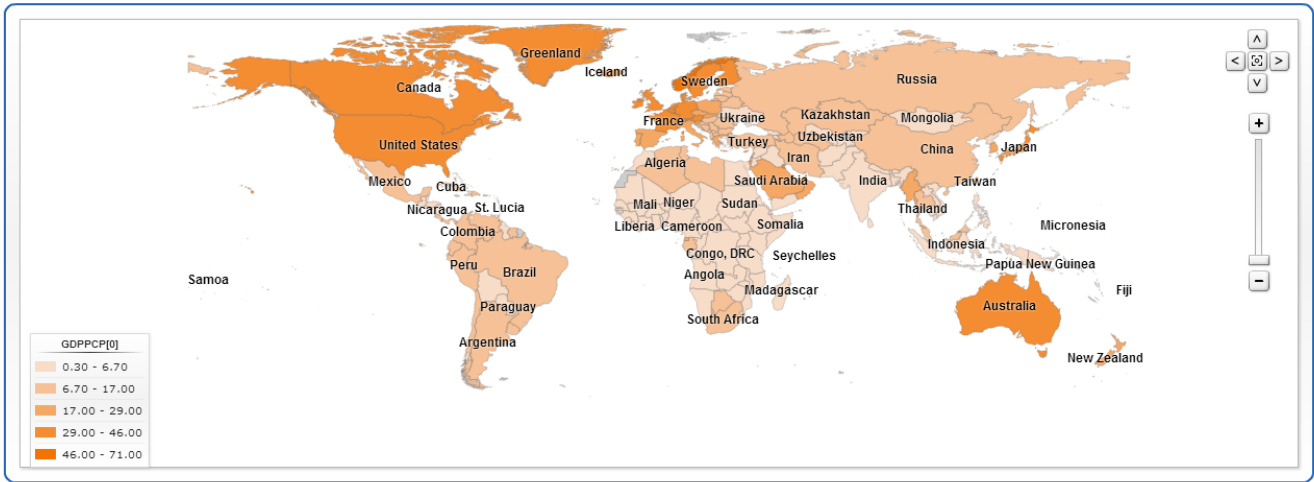 Greenland
Iceland
Sweden
Russia
Canada
France
Ukraine
Kazakhstan
Mongolia
Uzbekistan
United States
Turkey
China
Japan
Algeria
Iran
Mexico
Cuba
Saudi Arabia
India
Taiwan
Nicaragua
St. Lucia
Mali
Niger
Sudan
Thailand
Liberia
Cameroon
Somalia
Micronesia
Colombia
Indonesia
Congo, DRC
Seychelles
Peru
Brazil
Papua New Guinea
Samoa
Angola
Madagascar
Fiji
Paraguay
Australia
South Africa
Argentina
New Zealand
GDPPCP[0]
0.30 - 6.70
6.70 - 17.00
17.00 - 29.00
29.00 - 46.00
46.00 - 71.00